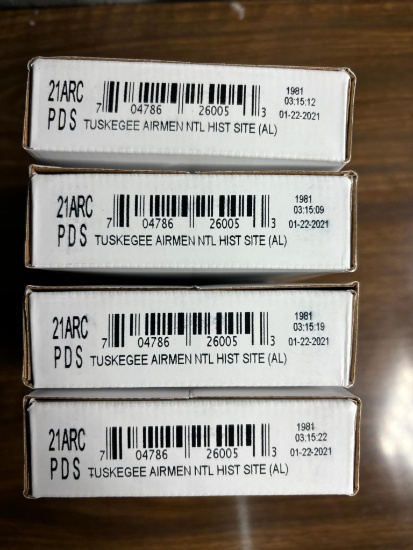 21ARC
PDS
7 04786 26005 3
TUSKEGEE AIRMEN NTL HIST SITE (AL)
1981
03:15:12
01-22-2021
21ARC
PDS
7 04786 26005 3
TUSKEGEE AIRMEN NTL HIST SITE (AL)
1981
03:15:09
01-22-2021
21ARC
PDS
7 04786 26005 3
TUSKEGEE AIRMEN NTL HIST SITE (AL)
1981
03:15:19
01-22-2021
21ARC
PDS
7 04786 26005 3
TUSKEGEE AIRMEN NTL HIST SITE (AL)
1981
03:15:22
01-22-2021